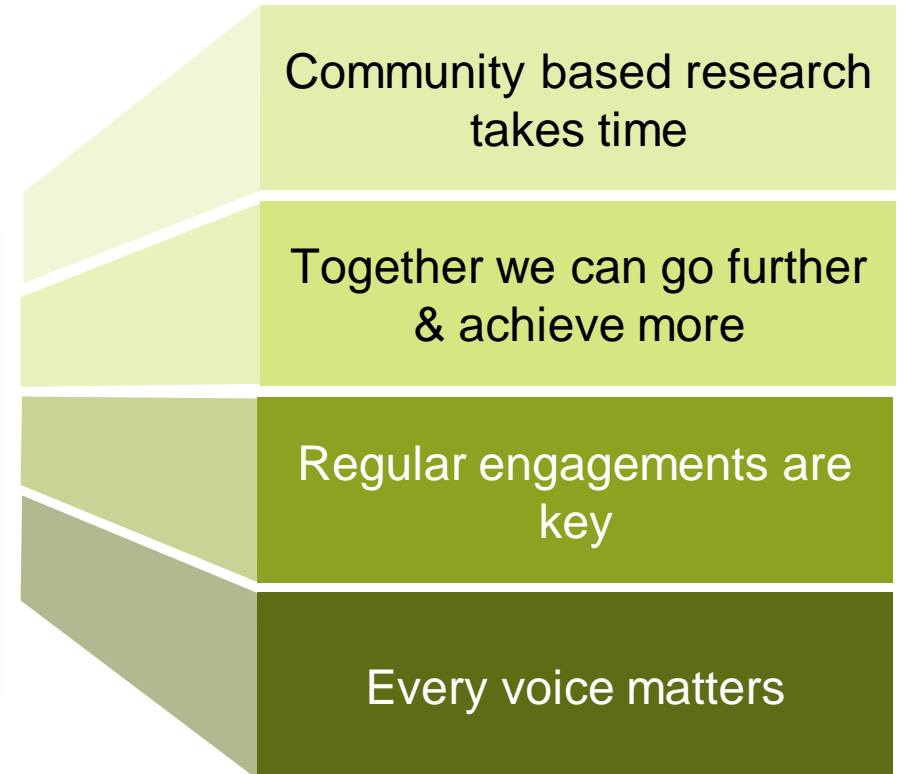 Community based research
takes time
Together we can go further
& achieve more
Regular engagements are
key
Every voice matters